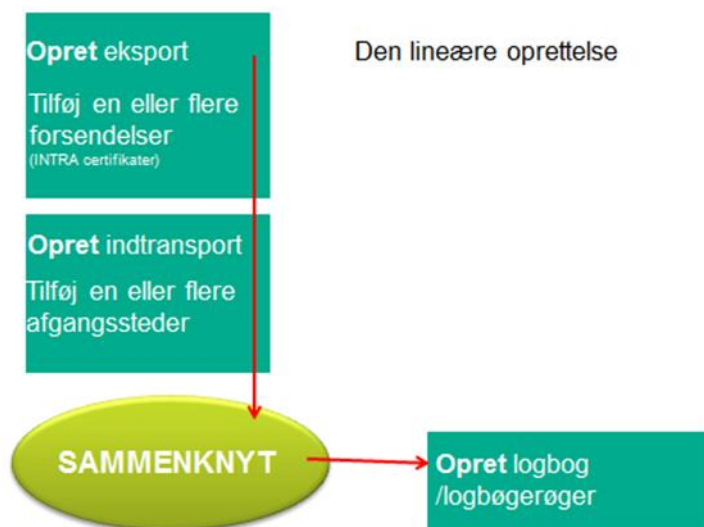 Opret eksport
Den lineære oprettelse
Tilføj en eller flere
forsendelser
(INTRA certifikater)
Opret indtransport
Tilføj en eller flere
afgangssteder
SAMMENKNYT
Opret logbog
/logbøgerøger